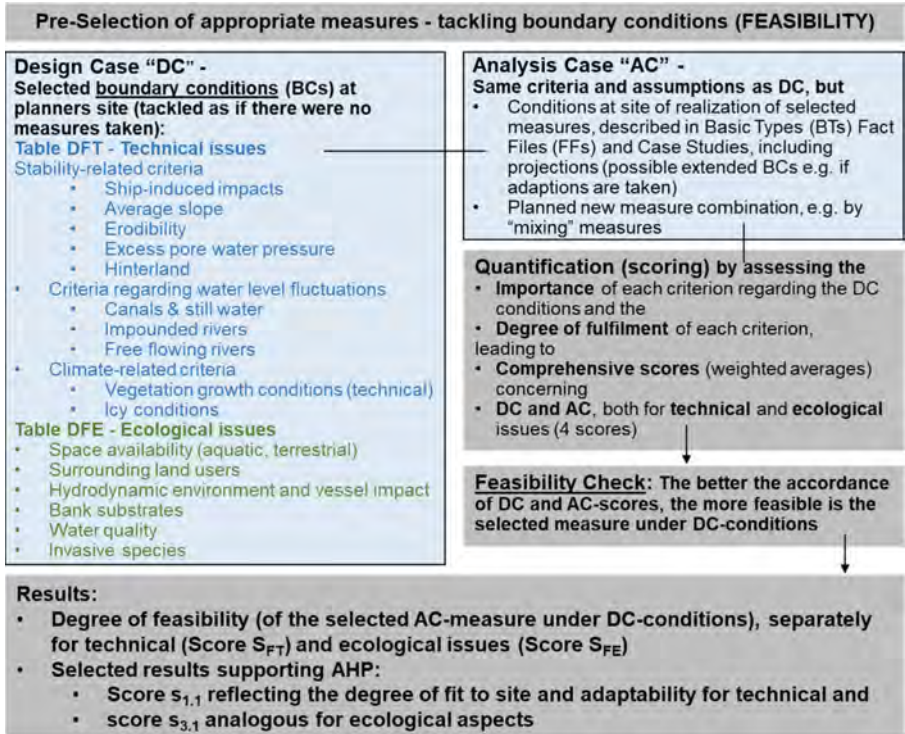 Pre-Selection of appropriate measures - tackling boundary conditions (FEASIBILITY)
Design Case “DC” -
Selected boundary conditions (BCs) at
planners site (tackled as if there were no
measures taken):
Table DFT - Technical issues
Stability-related criteria
• Ship-induced impacts
• Average slope
• Erodibility
• Excess pore water pressure
• Hinterland
• Criteria regarding water level fluctuations
• Canals & still water
• Impounded rivers
• Free flowing rivers
• Climate-related criteria
• Vegetation growth conditions (technical)
• Icy conditions
Table DFE - Ecological issues
• Space availability (aquatic, terrestrial)
• Surrounding land users
• Hydrodynamic environment and vessel impact
• Bank substrates
• Water quality
• Invasive species
Analysis Case “AC” -
Same criteria and assumptions as DC, but
• Conditions at site of realization of selected
measures, described in Basic Types (BTs) Fact
Files (FFs) and Case Studies, including
projections (possible extended BCs e.g. if
adaptions are taken)
• Planned new measure combination, e.g. by
“mixing” measures
Quantification (scoring) by assessing the
• Importance of each criterion regarding the DC
conditions and the
• Degree of fulfilment of each criterion,
leading to
• Comprehensive scores (weighted averages)
concerning
• DC and AC, both for technical and ecological
issues (4 scores)
Feasibility Check: The better the accordance
of DC and AC-scores, the more feasible is the
selected measure under DC-conditions
Results:
• Degree of feasibility (of the selected AC-measure under DC-conditions), separately
for technical (Score S_FT) and ecological issues (Score S_FE)
• Selected results supporting AHP:
• Score s_1.1 reflecting the degree of fit to site and adaptability for technical and
• score s_3.1 analogous for ecological aspects